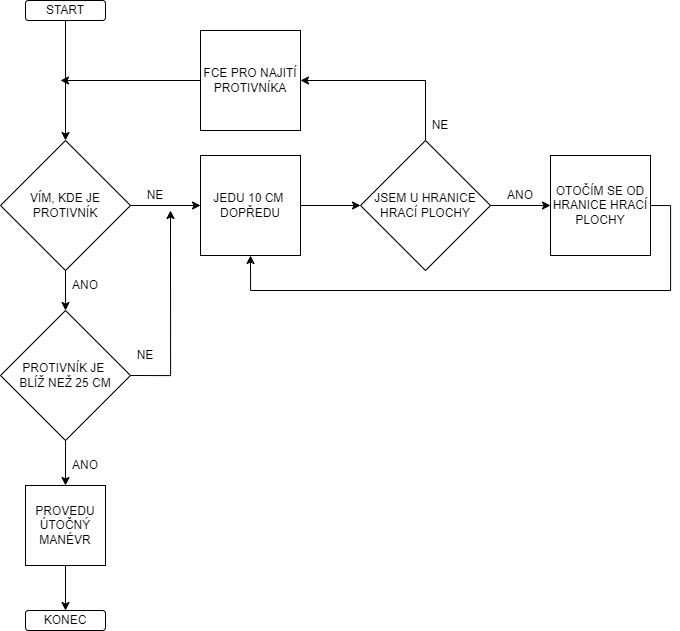 START
FCE PRO NAJITÍ
PROTIVNÍKA
NE
VÍM, KDE JE
PROTIVNÍK
NE
JEDU 10 CM
DOPŘEDU
JSEM U HRANICE
HRACÍ PLOCHY
ANO
OTOČÍM SE OD
HRANICE HRACÍ
PLOCHY
ANO
PROTIVNÍK JE
BLÍŽ NEŽ 25 CM
NE
ANO
PROVEDU
ÚTOČNÝ
MANÉVR
KONEC